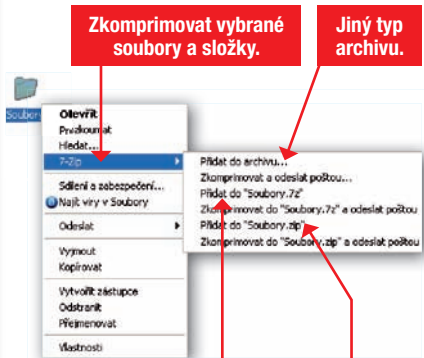 Zkomprimovat vybrané
soubory a složky.
Jiný typ
archivu.
Soubory
Otevřít
Prozkoumat
Hledat...
7-Zip
Sdílení a zabezpečení...
Najít viry v Soubory
Odeslat
Vyjmout
Kopírovat
Vytvořit zástupce
Odstranit
Přejmenovat
Vlastnosti
Přidat do archivu...
Zkomprimovat a odeslat poštou...
Přidat do "Soubory.7z"
Zkomprimovat do "Soubory.7z" a odeslat poštou
Přidat do "Soubory.zip"
Zkomprimovat do "Soubory.zip" a odeslat poštou